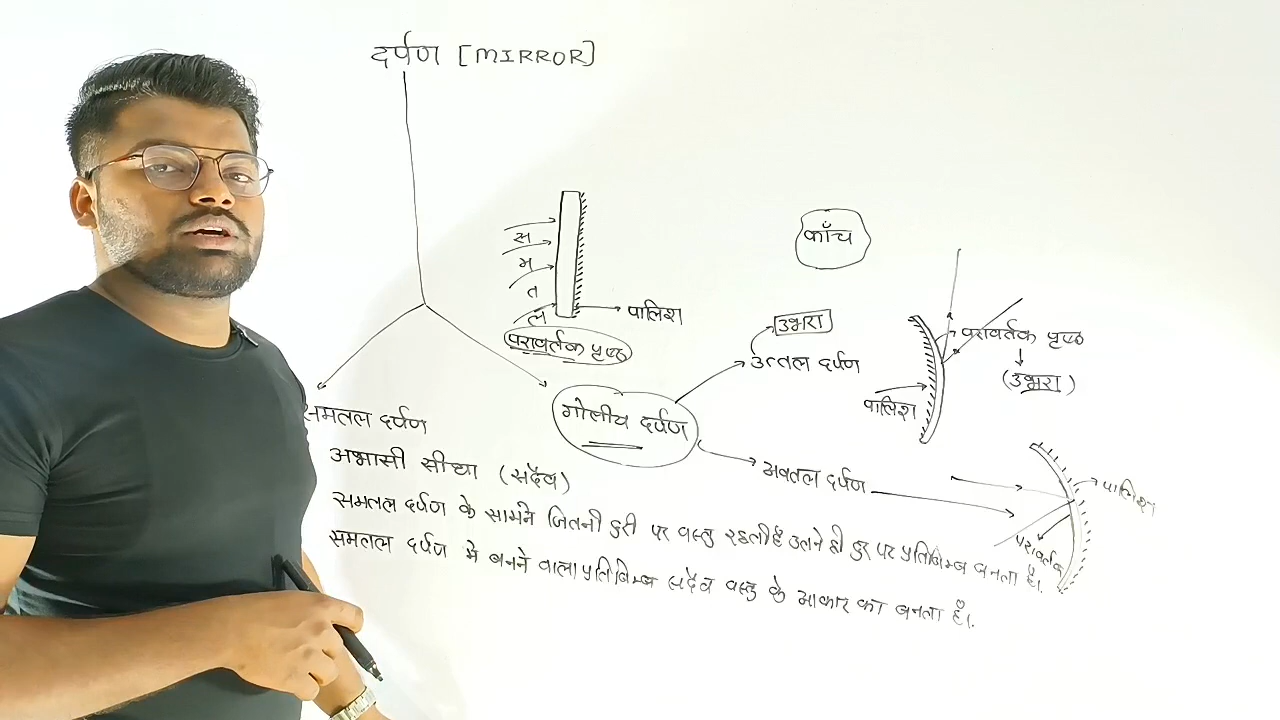 दर्पण [MIRROR]
स
म
त
ल
पालिश
परावर्तक पृष्ठ
काँच
उभरा
उत्तल दर्पण
परावर्तक पृष्ठ
(उभरा)
पालिश
समतल दर्पण
गोलीय दर्पण
अभासी सीधा (सदैव)
अवतल दर्पण
पालिश
परावर्तक
समतल दर्पण के सामने जितनी दुरी पर वस्तु रहती है उतने ही दुर पर प्रतिबिम्ब बनता है।
समतल दर्पण मे बनने वाला प्रतिबिम्ब सदैव वस्तु के आकार का बनता हैं।